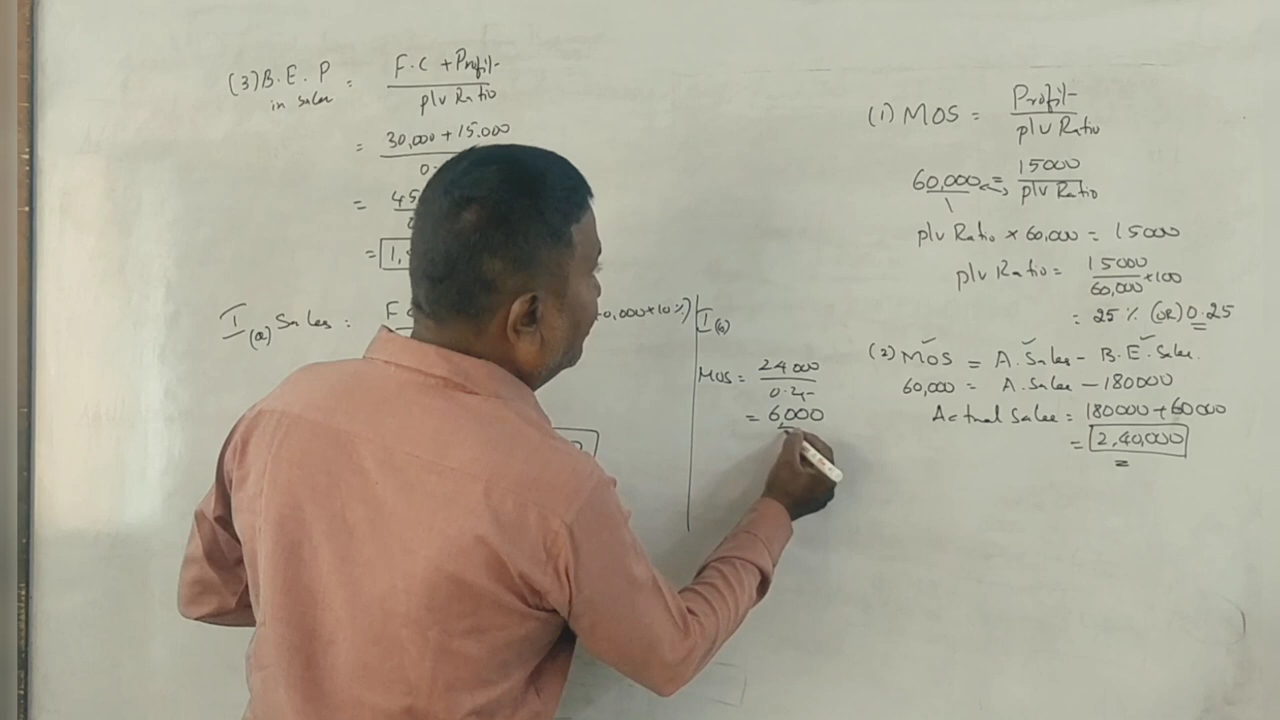 (3) B.E.P in Sales = F.C + Profit / P/V Ratio
= 30,000 + 15.000 / 0.
= 45
= 1,
I (a) Sales =
0,000 × 10%)
I (b)
MOS = 24000 / 0.25
= 6000
(1) MOS = Profit / P/V Ratio
60,000 = 15000 / P/V Ratio
P/V Ratio × 60,000 = 15000
P/V Ratio = 15000 / 60,000 × 100
= 25 % (OR) 0.25
(2) MOS = A. Sales - B.E. Sales.
60,000 = A. Sales - 180000
Actual Sales = 180000 + 60000
= 2,40,000